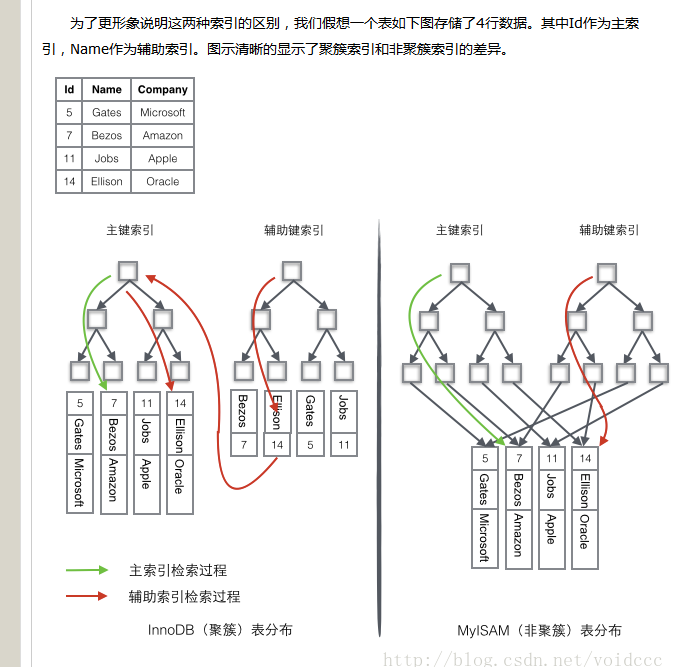 为了更形象说明这两种索引的区别，我们假想一个表如下图存储了4行数据。其中Id作为主索
引，Name作为辅助索引。图示清晰的显示了聚簇索引和非聚簇索引的差异。
Id Name Company
5 Gates Microsoft
7 Bezos Amazon
11 Jobs Apple
14 Ellison Oracle
主键索引 辅助键索引 主键索引 辅助键索引
5 7 11 14
Gates Bezos Jobs Ellison
Microsoft Amazon Apple Oracle
Bezos Ellison Gates Jobs
7 14 5 11
5 7 11 14
Gates Bezos Jobs Ellison
Microsoft Amazon Apple Oracle
主索引检索过程
辅助索引检索过程
InnoDB（聚簇）表分布 MyISAM（非聚簇）表分布
http://blog.csdn.net/voidccc